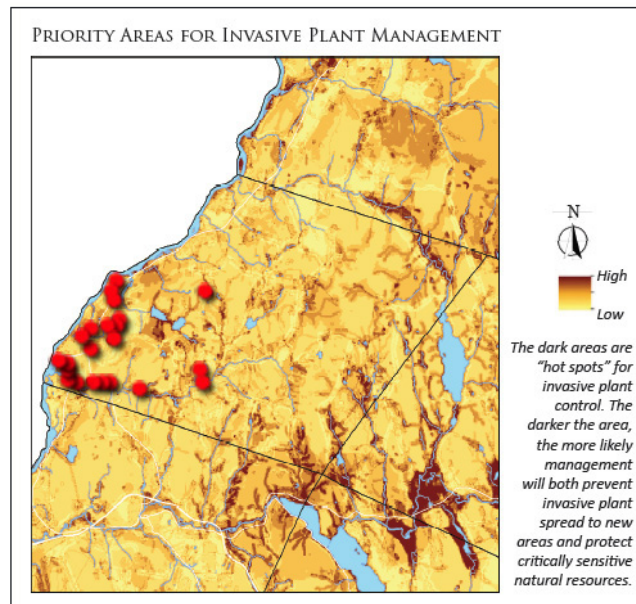 Priority Areas for Invasive Plant Management
N
High
Low
The dark areas are
“hot spots” for
invasive plant
control. The
darker the area,
the more likely
management
will both prevent
invasive plant
spread to new
areas and protect
critically sensitive
natural resources.